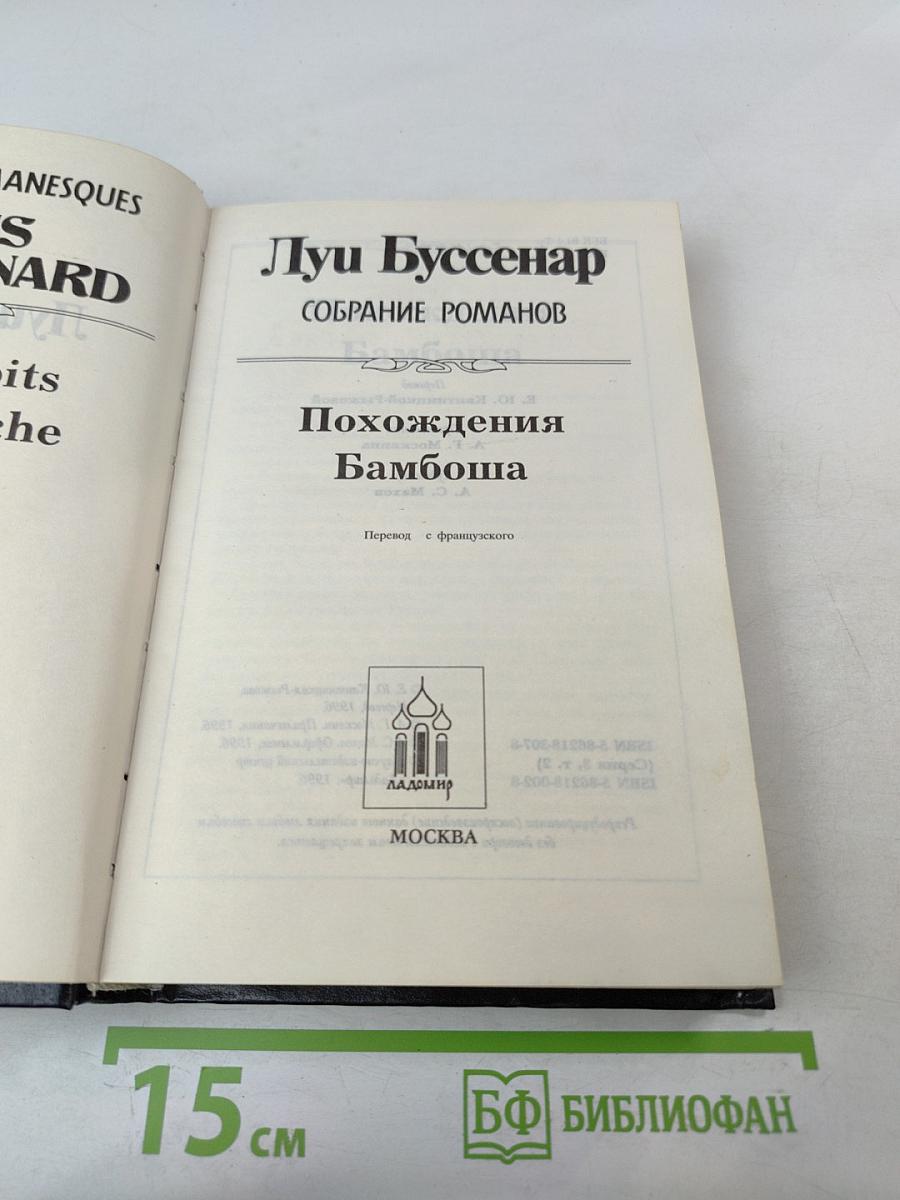 MANESQUES
S
NARD
oits
che
Луи Буссенар
СОБРАНИЕ РОМАНОВ
Похождения
Бамбоша
Перевод с французского
ЛАДОМИР
МОСКВА
15 см
БФ БИБЛИОФАН